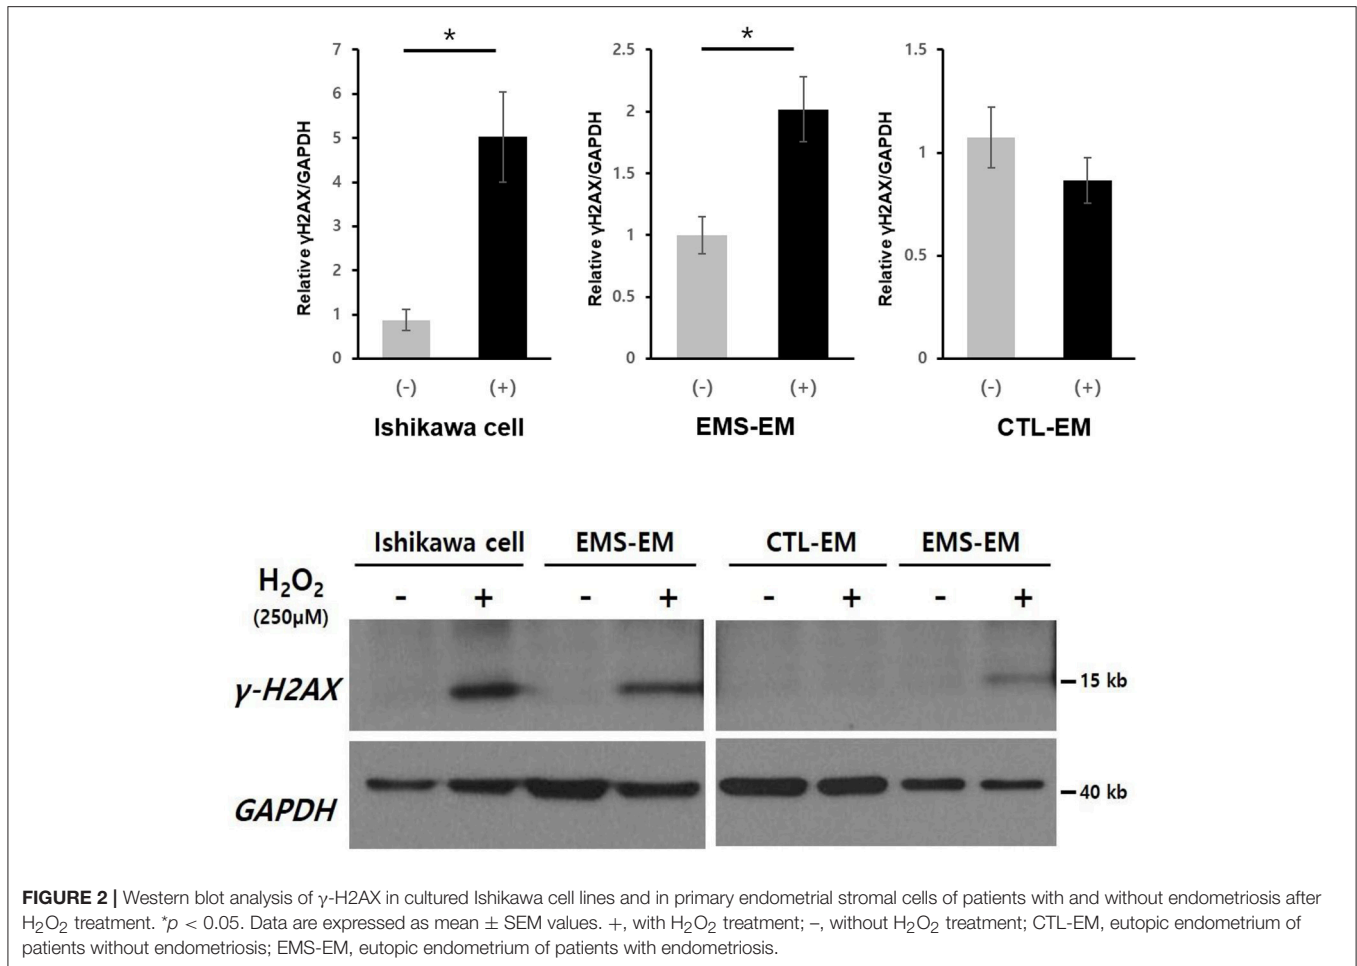 *
7
6
5
4
3
2
1
0
Relative γH2AX/GAPDH
(-) (+)
Ishikawa cell
*
2.5
2
1.5
1
0.5
0
Relative γH2AX/GAPDH
(-) (+)
EMS-EM
1.5
1
0.5
0
Relative γH2AX/GAPDH
(-) (+)
CTL-EM
Ishikawa cell EMS-EM CTL-EM EMS-EM
H₂O₂ - + - + - + - +
(250μM)
γ-H2AX
15 kb
GAPDH
40 kb
FIGURE 2 | Western blot analysis of γ-H2AX in cultured Ishikawa cell lines and in primary endometrial stromal cells of patients with and without endometriosis after
H₂O₂ treatment. *p < 0.05. Data are expressed as mean ± SEM values. +, with H₂O₂ treatment; –, without H₂O₂ treatment; CTL-EM, eutopic endometrium of
patients without endometriosis; EMS-EM, eutopic endometrium of patients with endometriosis.